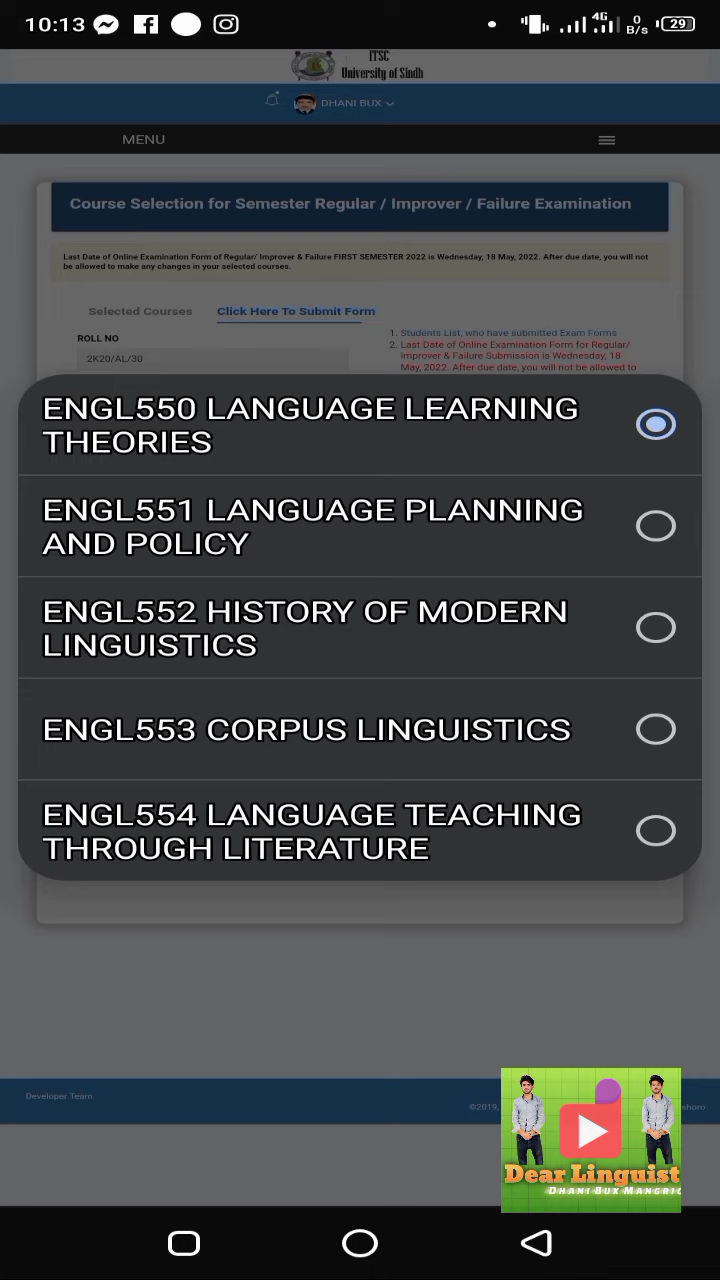 10:13
4G
0
B/s
29
ITSC
University of Sindh
DHANI BUX
MENU
Course Selection for Semester Regular / Improver / Failure Examination
Last Date of Online Examination Form of Regular/ Improver & Failure FIRST SEMESTER 2022 is Wednesday, 18 May, 2022. After due date, you will not
be allowed to make any changes in your selected courses.
Selected Courses
Click Here To Submit Form
ROLL NO
2K20/AL/30
1. Students List, who have submitted Exam Forms
2. Last Date of Online Examination Form for Regular/
Improver & Failure Submission is Wednesday, 18
May, 2022. After due date, you will not be allowed to
ENGL550 LANGUAGE LEARNING
THEORIES
ENGL551 LANGUAGE PLANNING
AND POLICY
ENGL552 HISTORY OF MODERN
LINGUISTICS
ENGL553 CORPUS LINGUISTICS
ENGL554 LANGUAGE TEACHING
THROUGH LITERATURE
Developer Team
©2019,
shoro
Dear Linguist
DHANI BUX MANGRIO